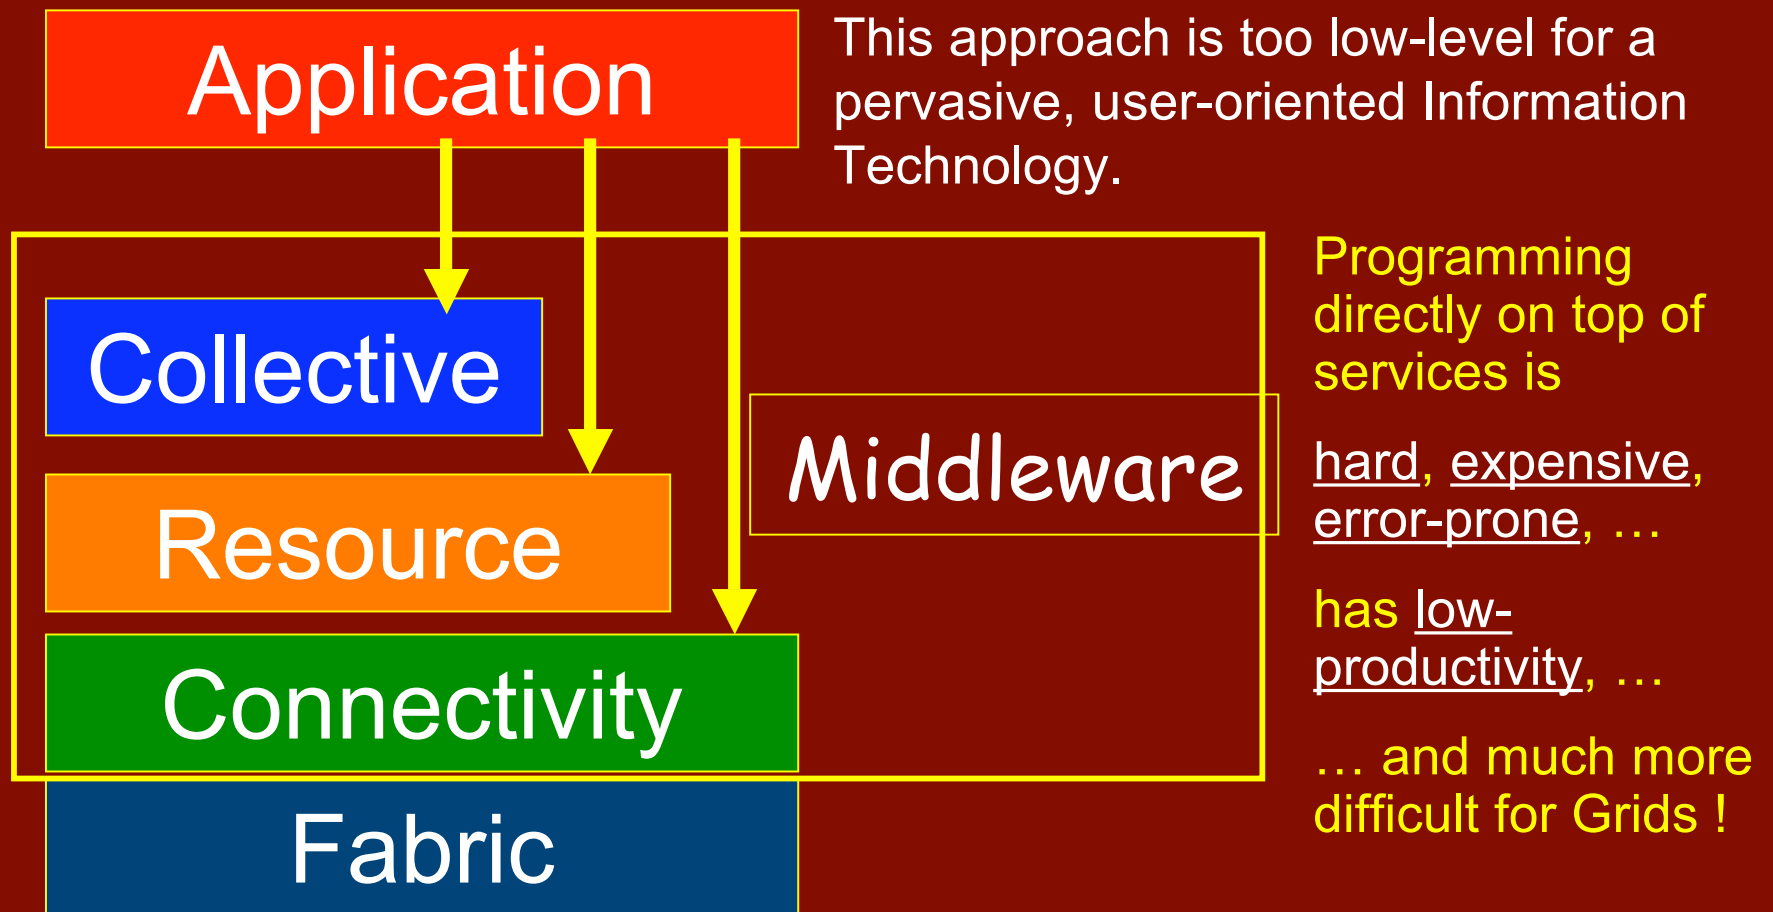 Application
This approach is too low-level for a
pervasive, user-oriented Information
Technology.
Collective
Resource
Connectivity
Fabric
Middleware
Programming
directly on top of
services is
hard, expensive,
error-prone, …
has low-
productivity, …
… and much more
difficult for Grids !